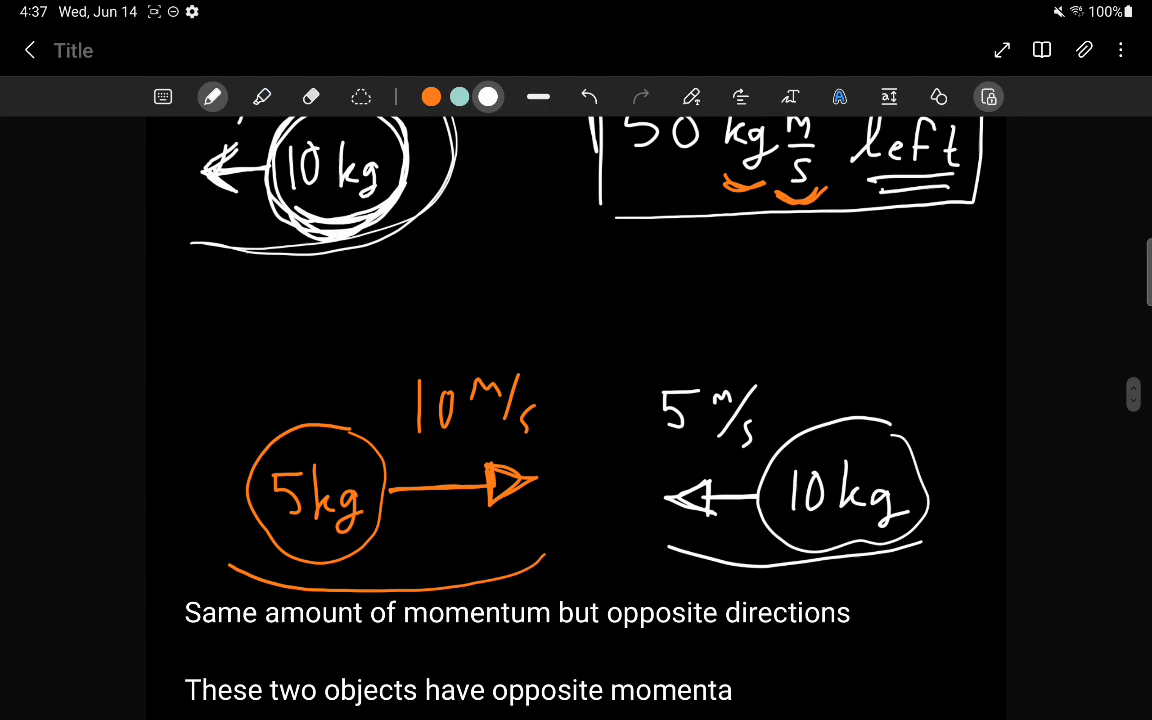 4:37 Wed, Jun 14 100%
Title
10 kg
50 kg m/s left
10 m/s
5 m/s
5kg
10kg
Same amount of momentum but opposite directions
These two objects have opposite momenta